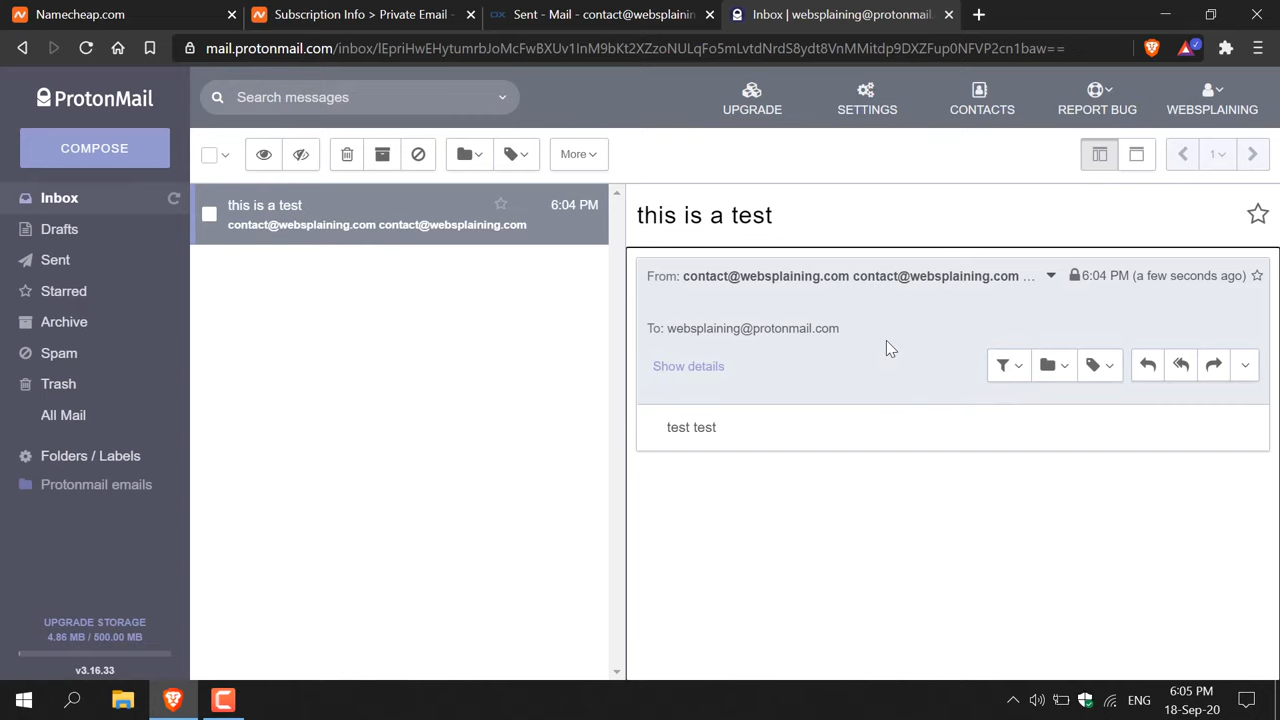 Namecheap.com
Subscription Info > Private Email -
Sent - Mail - contact@websplainin
Inbox | websplaining@protonmail.
mail.protonmail.com/inbox/lEpriHwEHytumrbJoMcFwBXUv1InM9bKt2XZzoNULqFo5mLvtdNrdS8ydt8VnMMitdp9DXZFup0NFVP2cn1baw==
ProtonMail
Search messages
UPGRADE
SETTINGS
CONTACTS
REPORT BUG
WEBSPLAINING
COMPOSE
More
1
Inbox
Drafts
Sent
Starred
Archive
Spam
Trash
All Mail
Folders / Labels
Protonmail emails
UPGRADE STORAGE
4.86 MB / 500.00 MB
v3.16.33
this is a test
6:04 PM
contact@websplaining.com contact@websplaining.com
this is a test
From: contact@websplaining.com contact@websplaining.com ...
6:04 PM (a few seconds ago)
To: websplaining@protonmail.com
Show details
test test
ENG
6:05 PM
18-Sep-20